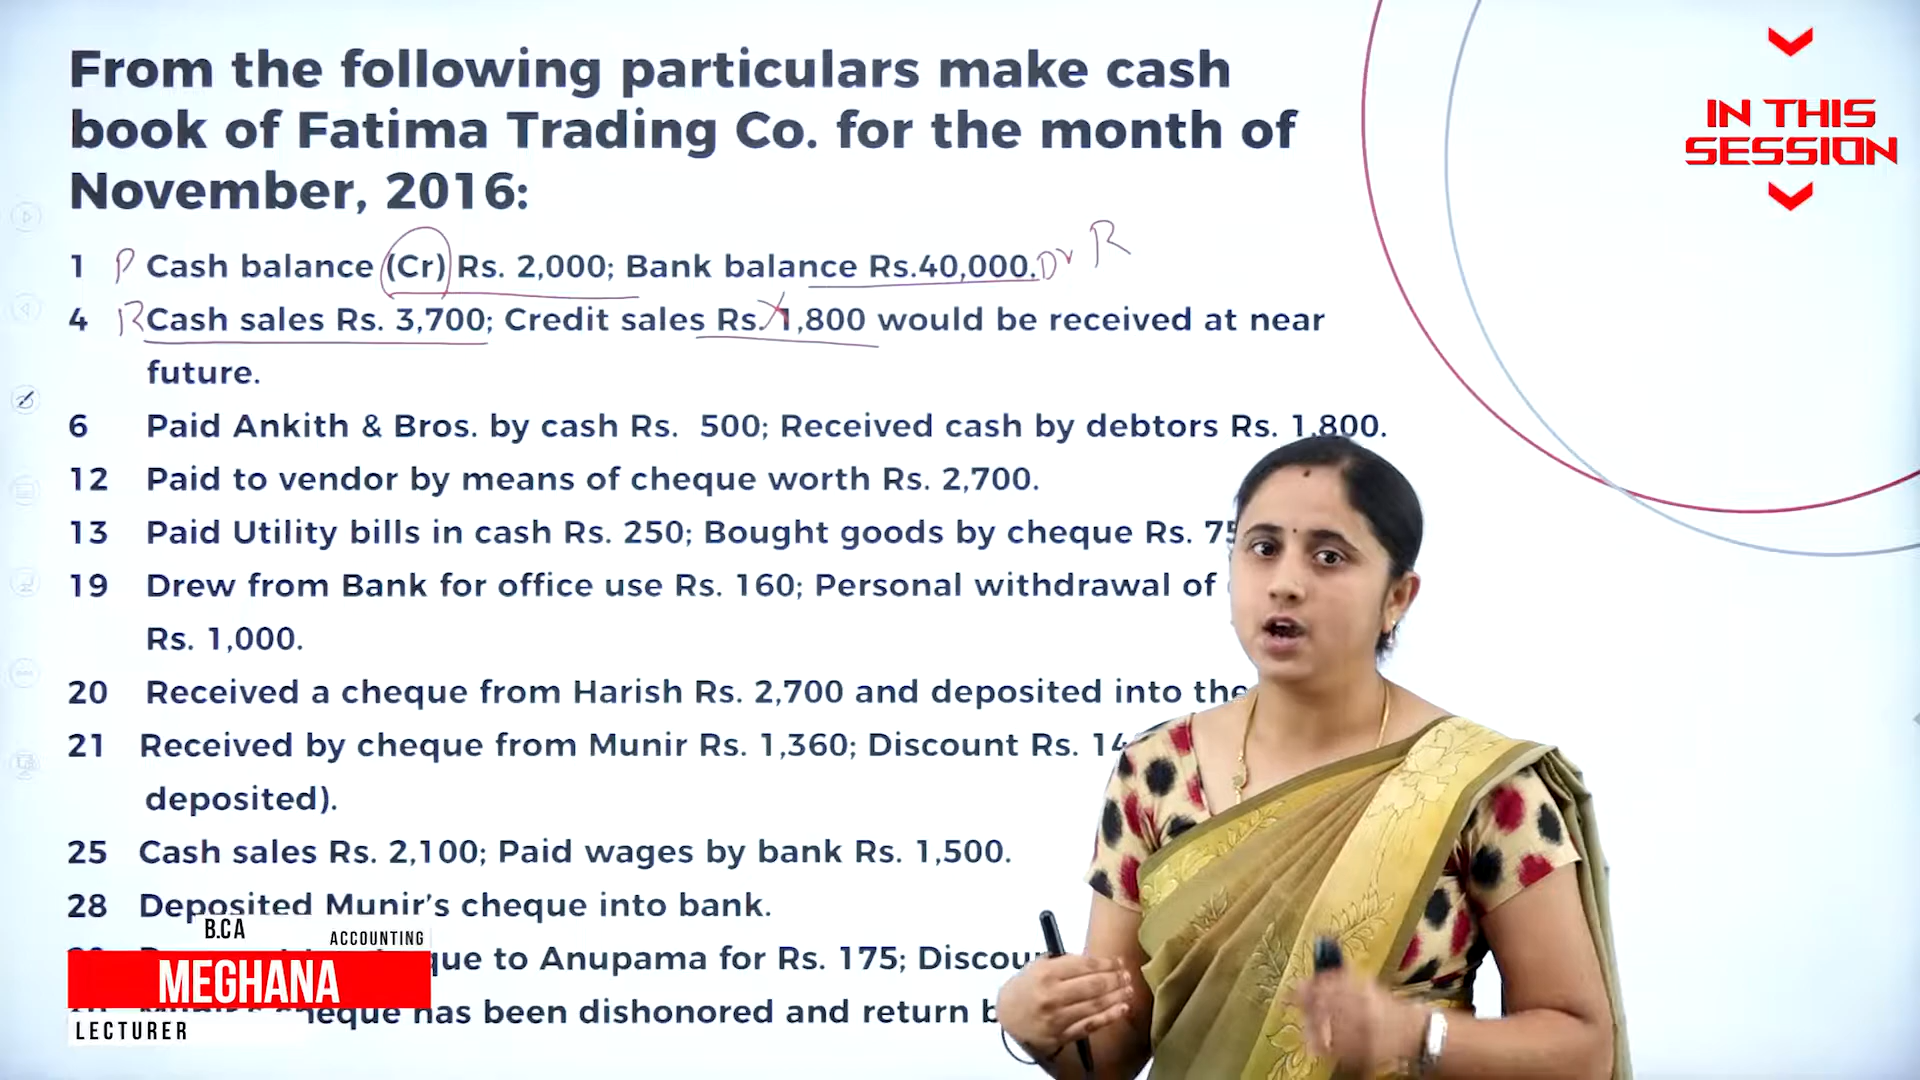 From the following particulars make cash
book of Fatima Trading Co. for the month of
November, 2016:
IN THIS
SESSION
1 P Cash balance (Cr) Rs. 2,000; Bank balance Rs.40,000. Dr R
4 R Cash sales Rs. 3,700; Credit sales Rs. 1,800 would be received at near
future.
6 Paid Ankith & Bros. by cash Rs. 500; Received cash by debtors Rs. 1,800.
12 Paid to vendor by means of cheque worth Rs. 2,700.
13 Paid Utility bills in cash Rs. 250; Bought goods by cheque Rs.
19 Drew from Bank for office use Rs. 160; Personal withdrawal of
Rs. 1,000.
20 Received a cheque from Harish Rs. 2,700 and deposited into the
21 Received by cheque from Munir Rs. 1,360; Discount Rs.
deposited).
25 Cash sales Rs. 2,100; Paid wages by bank Rs. 1,500.
28 Deposited Munir's cheque into bank.
to Anupama for Rs. 175;
has been dishonored and return
B.CA
ACCOUNTING
MEGHANA
LECTURER